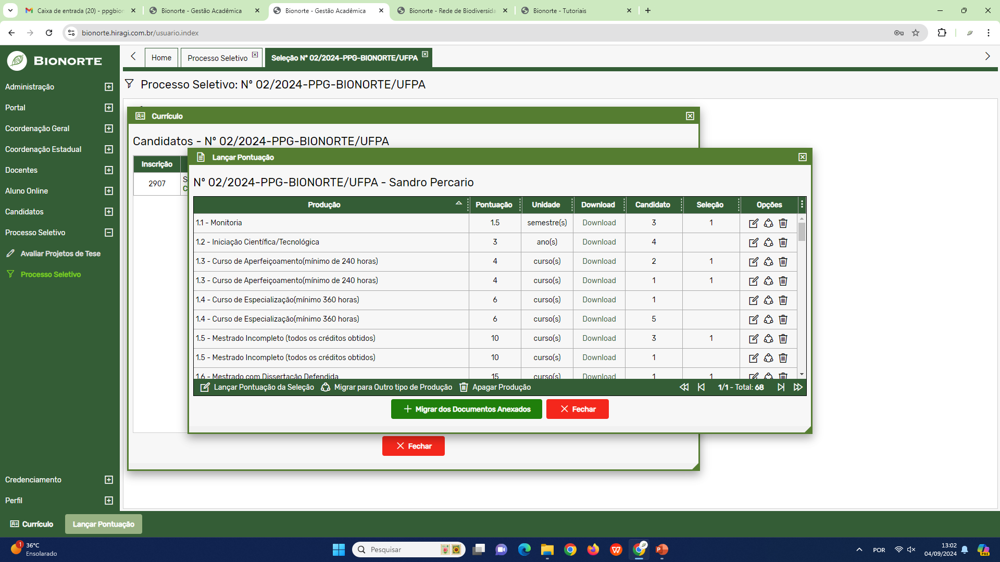 Caixa de entrada (20) - ppgbion
Bionorte - Gestão Acadêmica
Bionorte - Gestão Acadêmica
Bionorte - Rede de Biodiversida
Bionorte - Tutoriais
bionorte.hiragi.com.br/usuario.index
BIONORTE
Home
Processo Seletivo
Seleção Nº 02/2024-PPG-BIONORTE/UFPA
Processo Seletivo: Nº 02/2024-PPG-BIONORTE/UFPA
Administração
Portal
Coordenação Geral
Coordenação Estadual
Docentes
Aluno Online
Candidatos
Processo Seletivo
Avaliar Projetos de Tese
Processo Seletivo
Credenciamento
Perfil
Currículo
Candidatos - Nº 02/2024-PPG-BIONORTE/UFPA
Inscrição
2907
S
C
Lançar Pontuação
Nº 02/2024-PPG-BIONORTE/UFPA - Sandro Percario
Produção Pontuação Unidade Download Candidato Seleção Opções
1.1 - Monitoria 1.5 semestre(s) Download 3 1
1.2 - Iniciação Científica/Tecnológica 3 ano(s) Download 4
1.3 - Curso de Aperfeiçoamento(mínimo de 240 horas) 4 curso(s) Download 2 1
1.3 - Curso de Aperfeiçoamento(mínimo de 240 horas) 4 curso(s) Download 1 1
1.4 - Curso de Especialização(mínimo 360 horas) 6 curso(s) Download 1
1.4 - Curso de Especialização(mínimo 360 horas) 6 curso(s) Download 5
1.5 - Mestrado Incompleto (todos os créditos obtidos) 10 curso(s) Download 3 1
1.5 - Mestrado Incompleto (todos os créditos obtidos) 10 curso(s) Download 1
1.6 - Mestrado com Dissertação Defendida 15 curso(s) Download 1 1
Lançar Pontuação da Seleção Migrar para Outro tipo de Produção Apagar Produção 1/1 - Total: 68
Migrar dos Documentos Anexados
Fechar
Fechar
Currículo
Lançar Pontuação
1
36°C
Ensolarado
Pesquisar
POR
13:02
04/09/2024
PRE